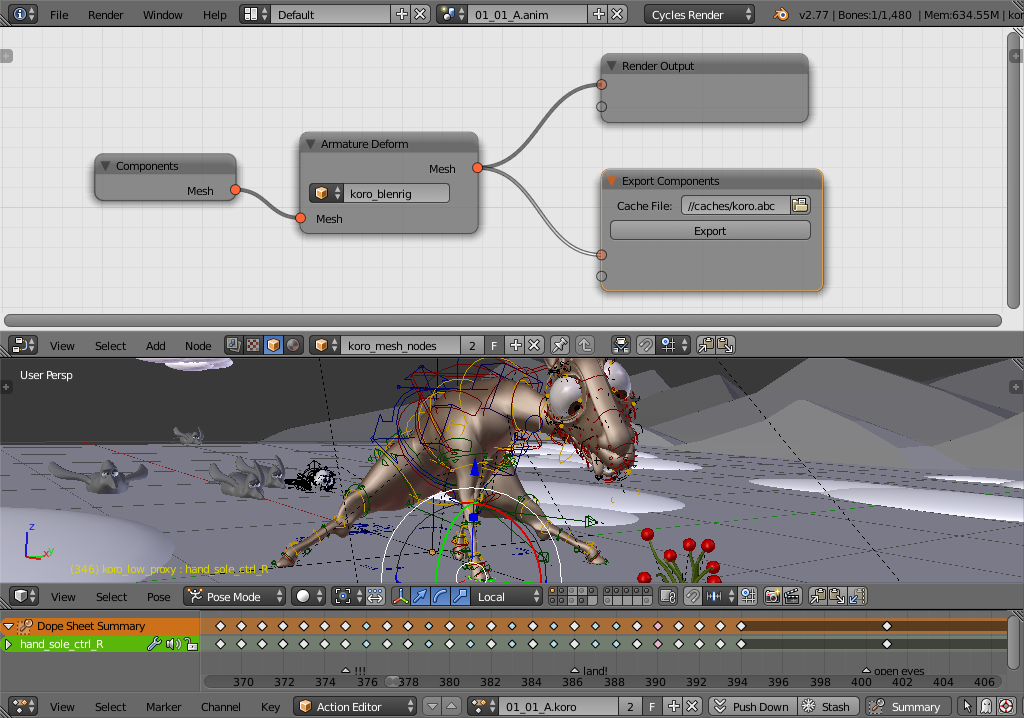 File Render Window Help Default 01_01_A.anim Cycles Render v2.77 | Bones:1/1,480 | Mem:634.55M | kor
Render Output
Components
Mesh
Armature Deform
Mesh
koro_blenrig
Mesh
Export Components
Cache File: //caches/koro.abc
Export
View Select Add Node koro_mesh_nodes 2 F
User Persp
z
y
x
(346) koro_low_proxy : hand_sole_ctrl_R
View Select Pose Pose Mode Local
Dope Sheet Summary
hand_sole_ctrl_R
!!! land! open eyes
370 372 374 376 378 380 382 384 386 388 390 392 394 396 398 400 402 404 406
View Select Marker Channel Key Action Editor 01_01_A.koro 2 F Push Down Stash Summary